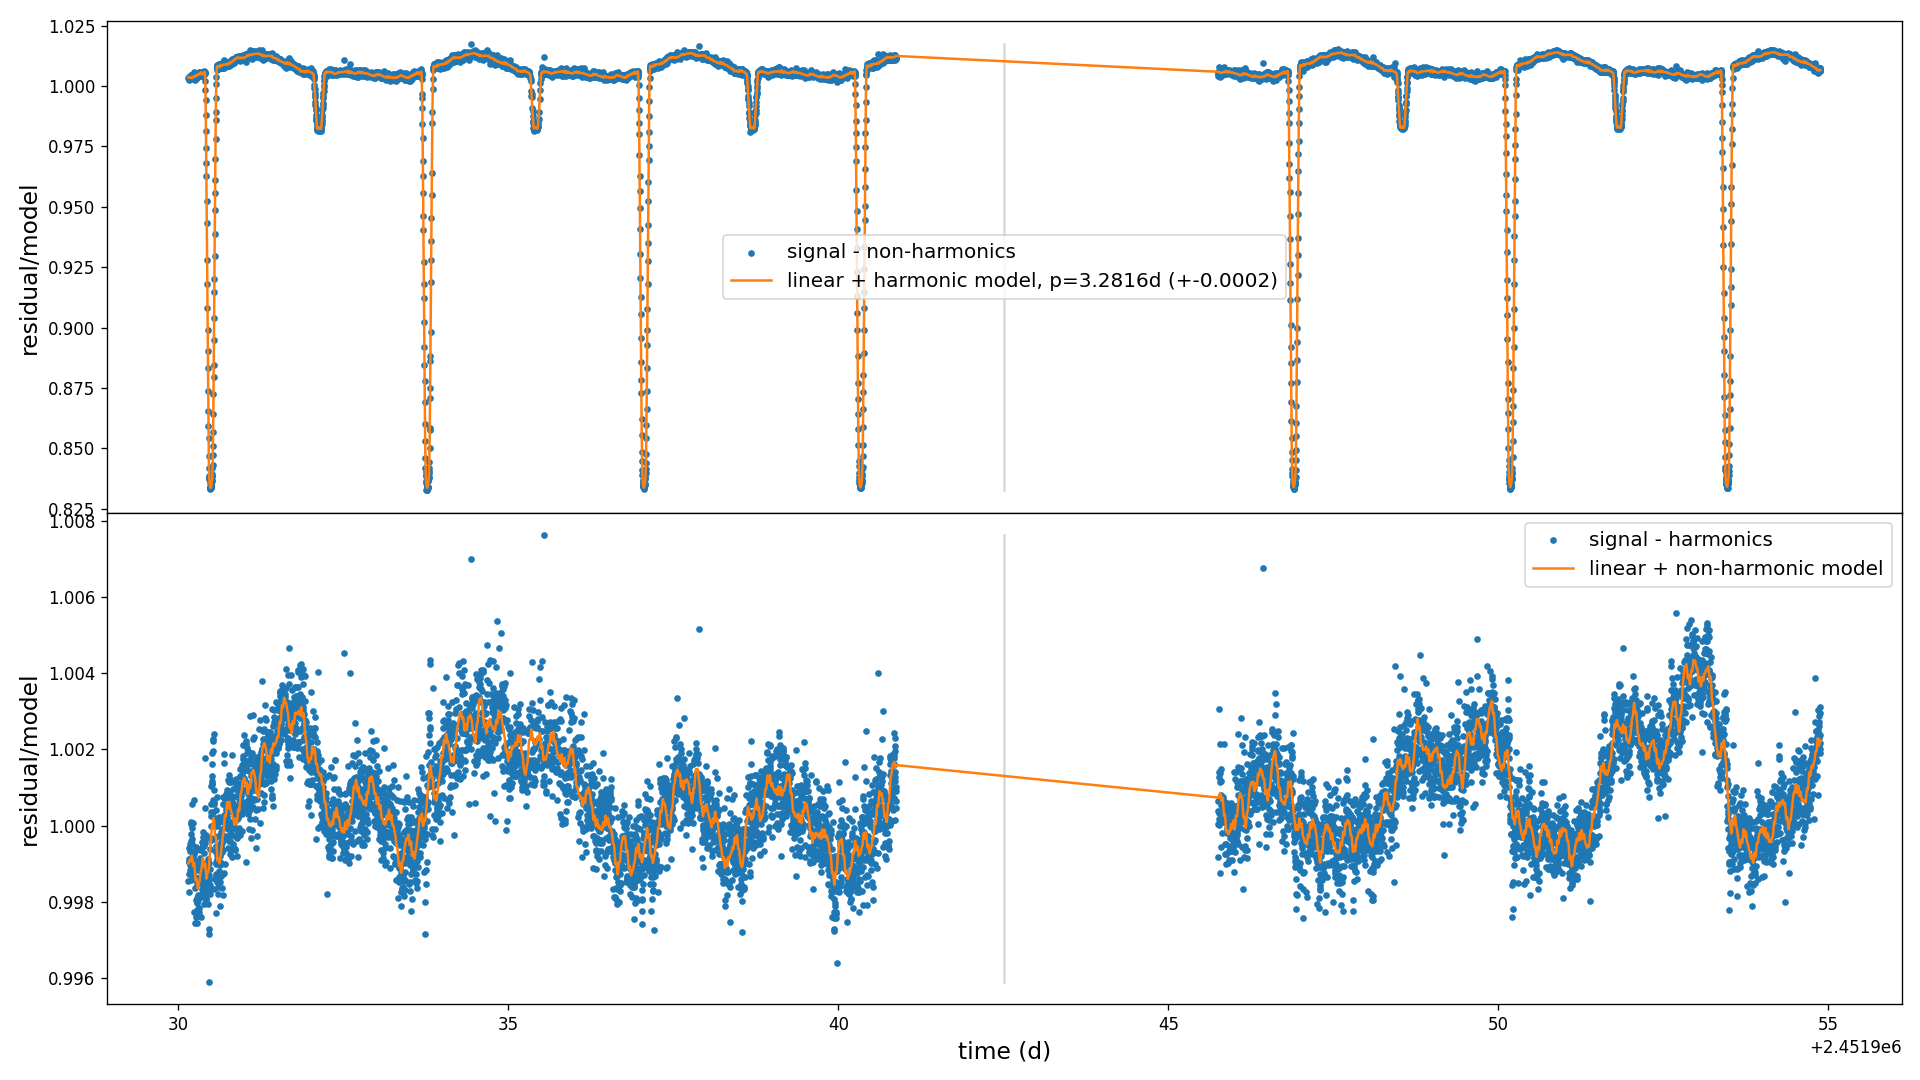 1.025
1.000
0.975
0.950
0.925
0.900
0.875
0.850
0.825
residual/model
signal - non-harmonics
linear + harmonic model, p=3.2816d (+-0.0002)
1.008
1.006
1.004
1.002
1.000
0.998
0.996
residual/model
signal - harmonics
linear + non-harmonic model
30
35
40
45
50
55
time (d)
+2.4519e6